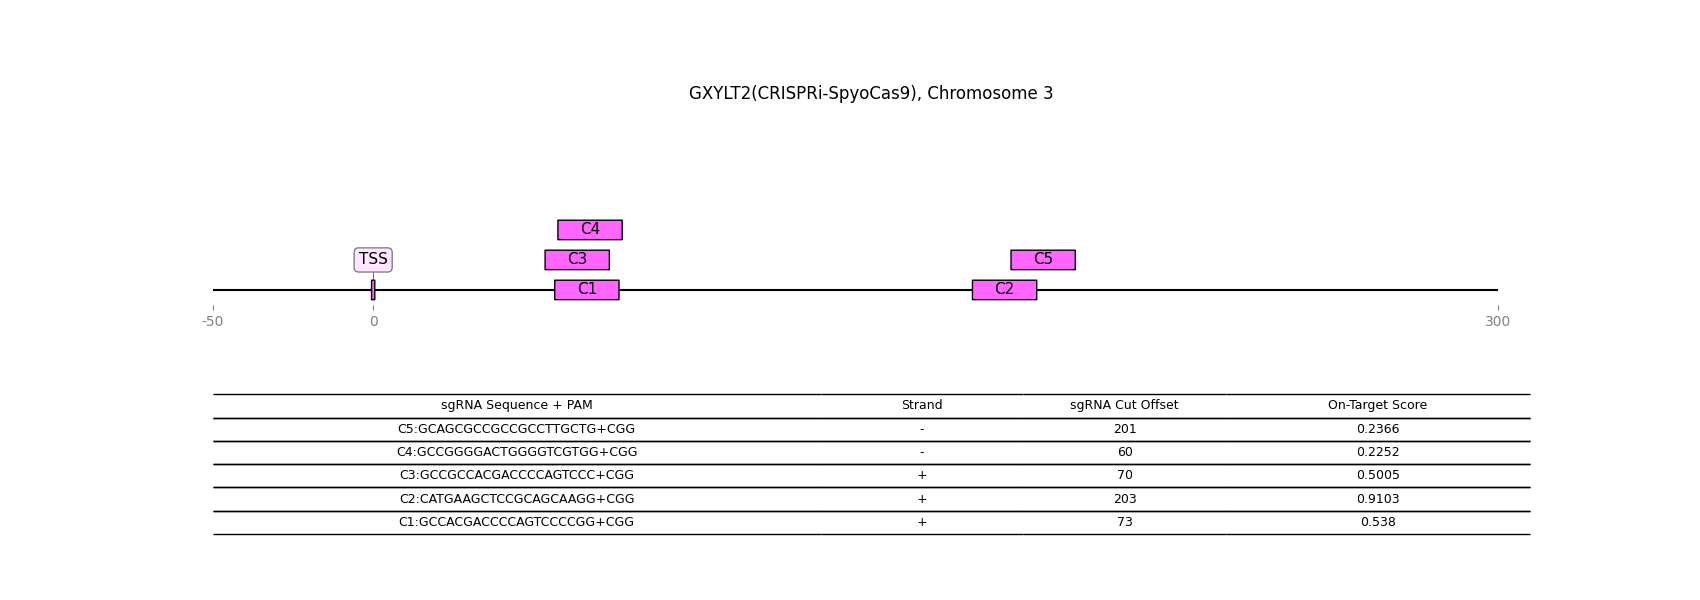 GXYLT2(CRISPRi-SpyoCas9), Chromosome 3
C4
TSS C3 C5
C1 C2
-50 0 300
sgRNA Sequence + PAM Strand sgRNA Cut Offset On-Target Score
C5:GCAGCGCCGCCGCCTTGCTG+CGG - 201 0.2366
C4:GCCGGGGACTGGGGTCGTGG+CGG - 60 0.2252
C3:GCCGCCACGACCCCAGTCCC+CGG + 70 0.5005
C2:CATGAAGCTCCGCAGCAAGG+CGG + 203 0.9103
C1:GCCACGACCCCAGTCCCCGG+CGG + 73 0.538